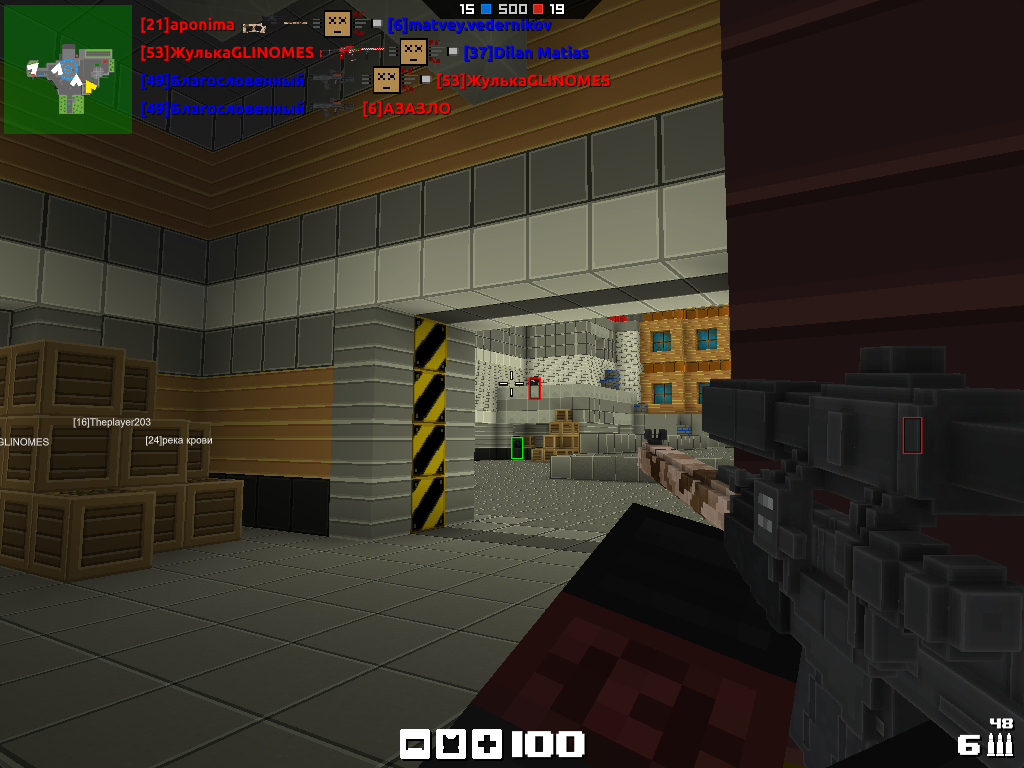 15 500 19
[21]aponima [6]matvey.vedernikov
[53]ЖулькаGLINOMES [37]Dilan Matias
[49]Благословенный [53]ЖулькаGLINOMES
[49]Благословенный [6]АЗАЗЛО
[16]Theplayer203
GLINOMES [24]река крови
100
48
6